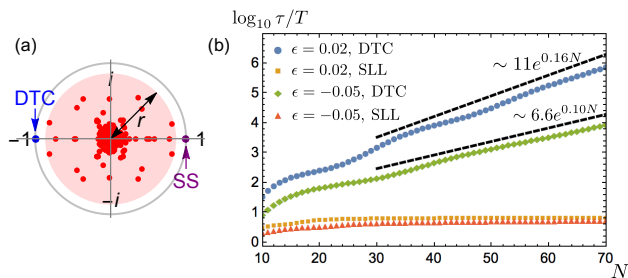 (a)
i
DTC
-1
1
r
SS
-i
(b)
log₁₀ τ/T
ϵ = 0.02, DTC
ϵ = 0.02, SLL
ϵ = −0.05, DTC
ϵ = −0.05, SLL
~ 11e^{0.16N}
~ 6.6e^{0.10N}
7
6
5
4
3
2
1
0
10 20 30 40 50 60 70
N